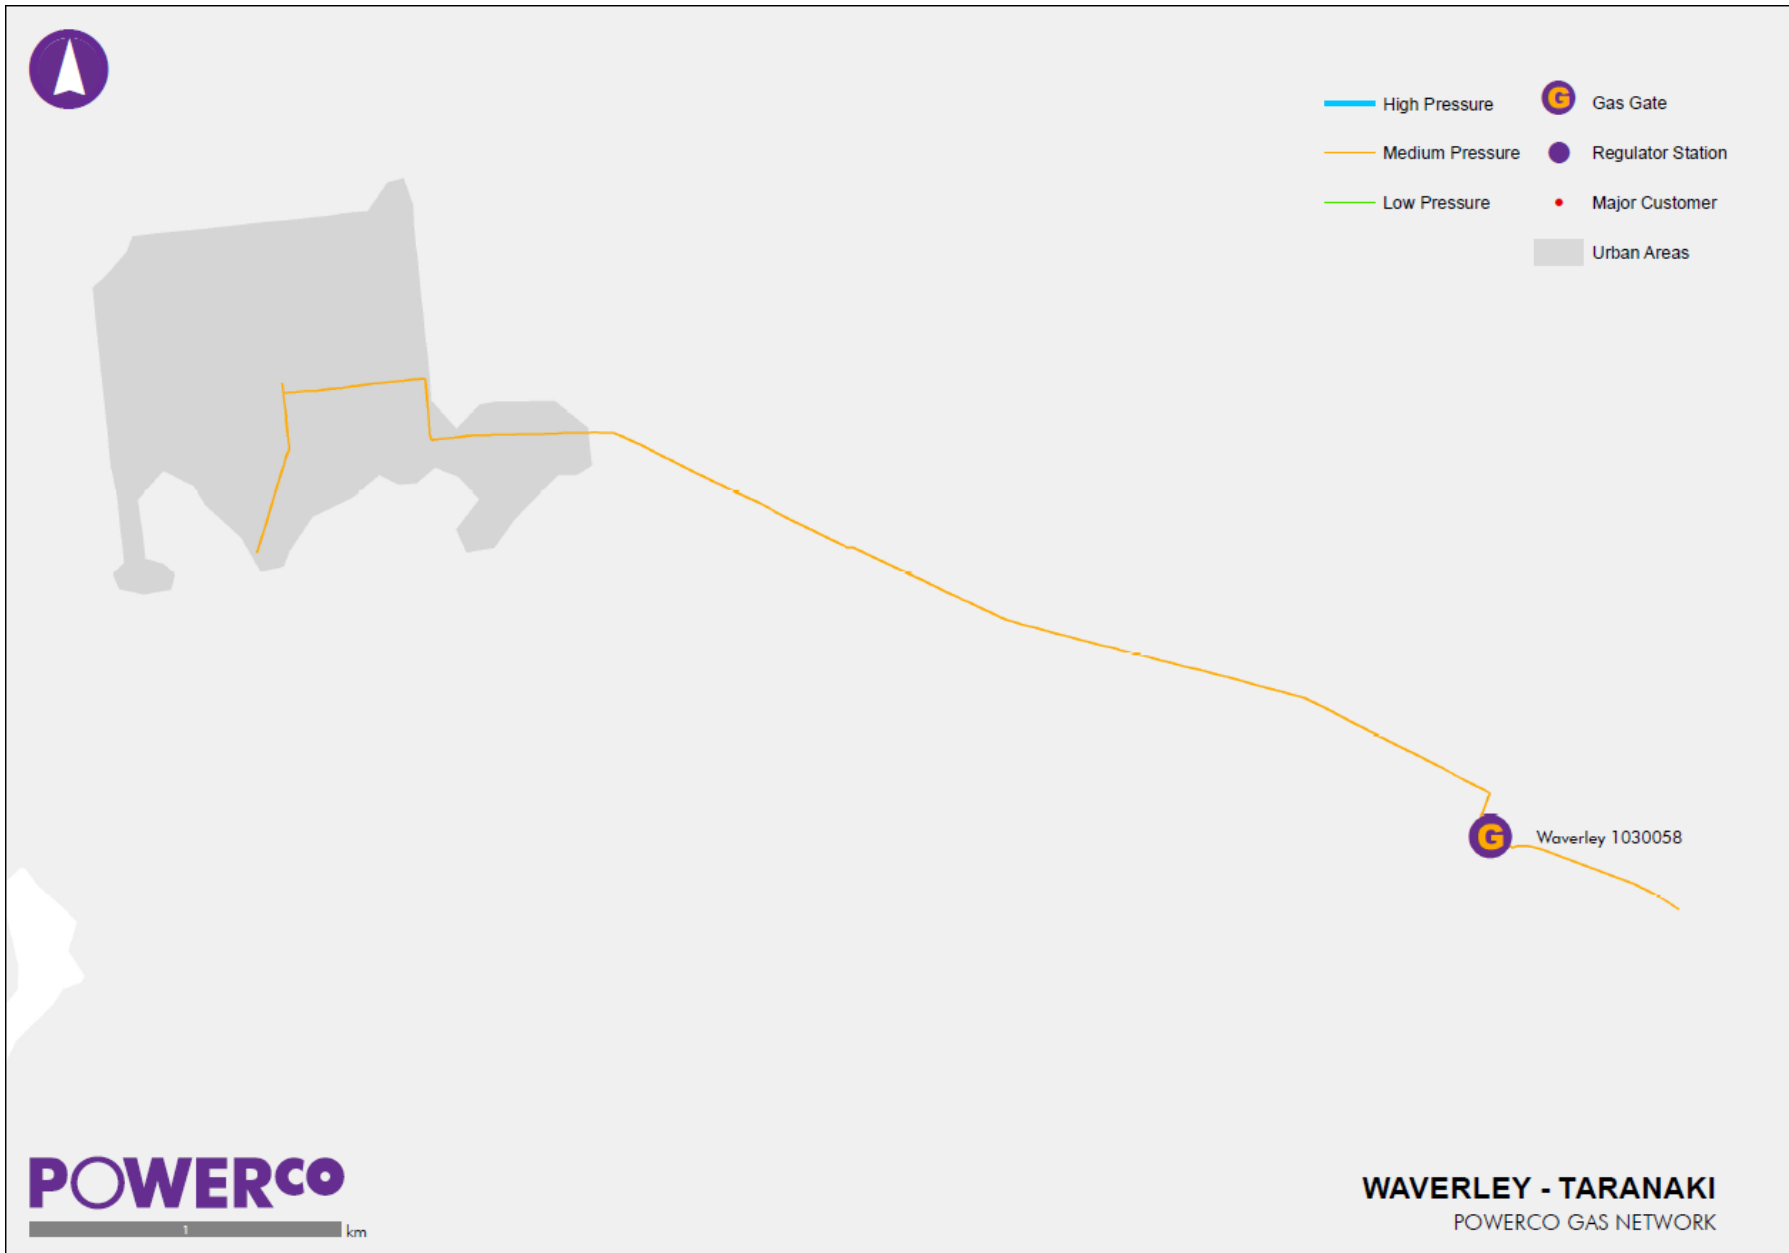 High Pressure
Gas Gate
Medium Pressure
Regulator Station
Low Pressure
Major Customer
Urban Areas
G
Waverley 1030058
POWERCO
1
km
WAVERLEY - TARANAKI
POWERCO GAS NETWORK